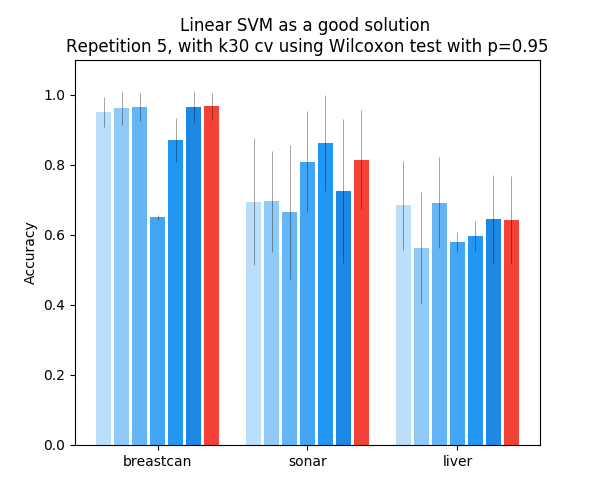 Linear SVM as a good solution
Repetition 5, with k30 cv using Wilcoxon test with p=0.95
1.0
0.8
0.6
0.4
0.2
0.0
Accuracy
breastcan
sonar
liver